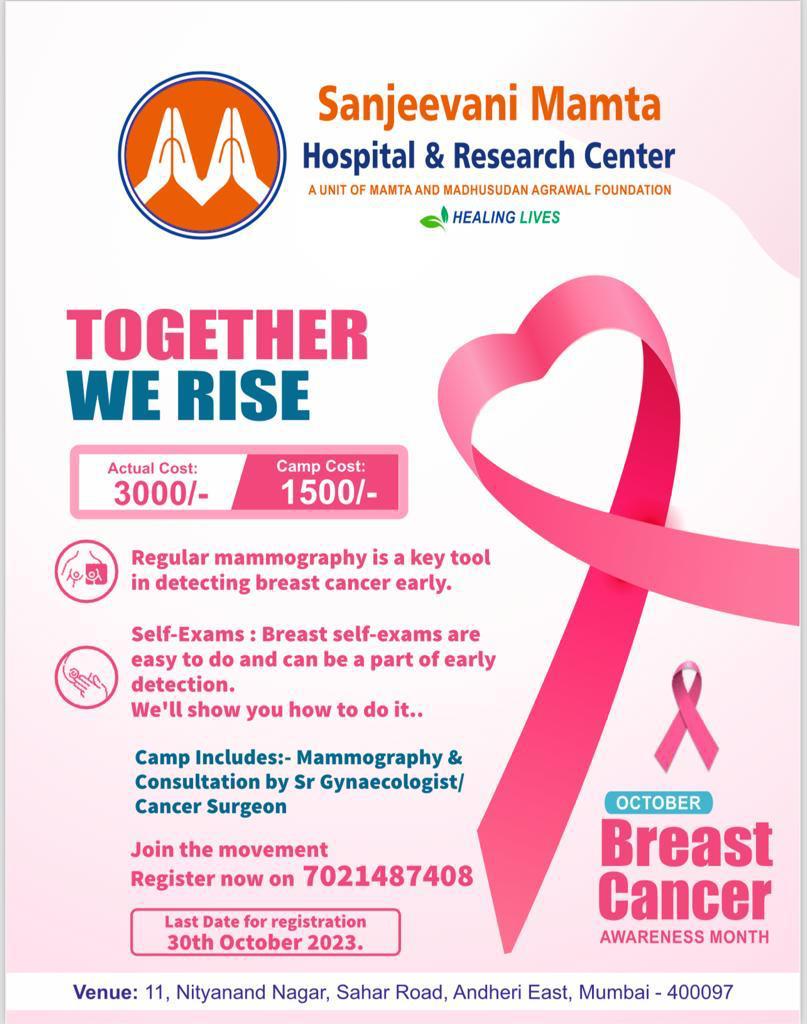 Sanjeevani Mamta
Hospital & Research Center
A UNIT OF MAMTA AND MADHUSUDAN AGRAWAL FOUNDATION
HEALING LIVES
TOGETHER
WE RISE
Actual Cost:
3000/-
Camp Cost:
1500/-
Regular mammography is a key tool
in detecting breast cancer early.
Self-Exams : Breast self-exams are
easy to do and can be a part of early
detection.
We'll show you how to do it..
Camp Includes:- Mammography &
Consultation by Sr Gynaecologist/
Cancer Surgeon
Join the movement
Register now on 7021487408
Last Date for registration
30th October 2023.
OCTOBER
Breast
Cancer
AWARENESS MONTH
Venue: 11, Nityanand Nagar, Sahar Road, Andheri East, Mumbai - 400097